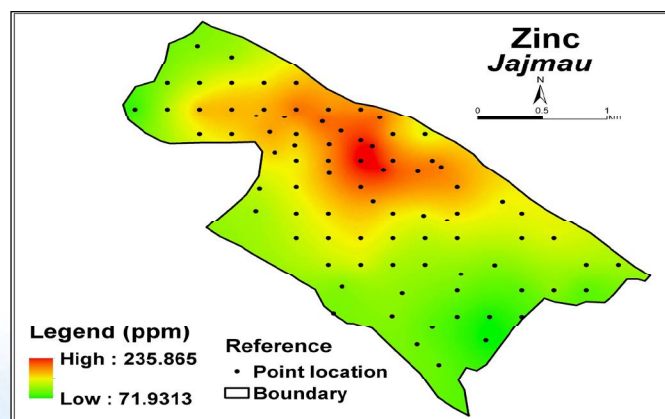 Zinc
Jajmau
N
0 0.5 1
Legend (ppm)
High : 235.865
Low : 71.9313
Reference
Point location
Boundary